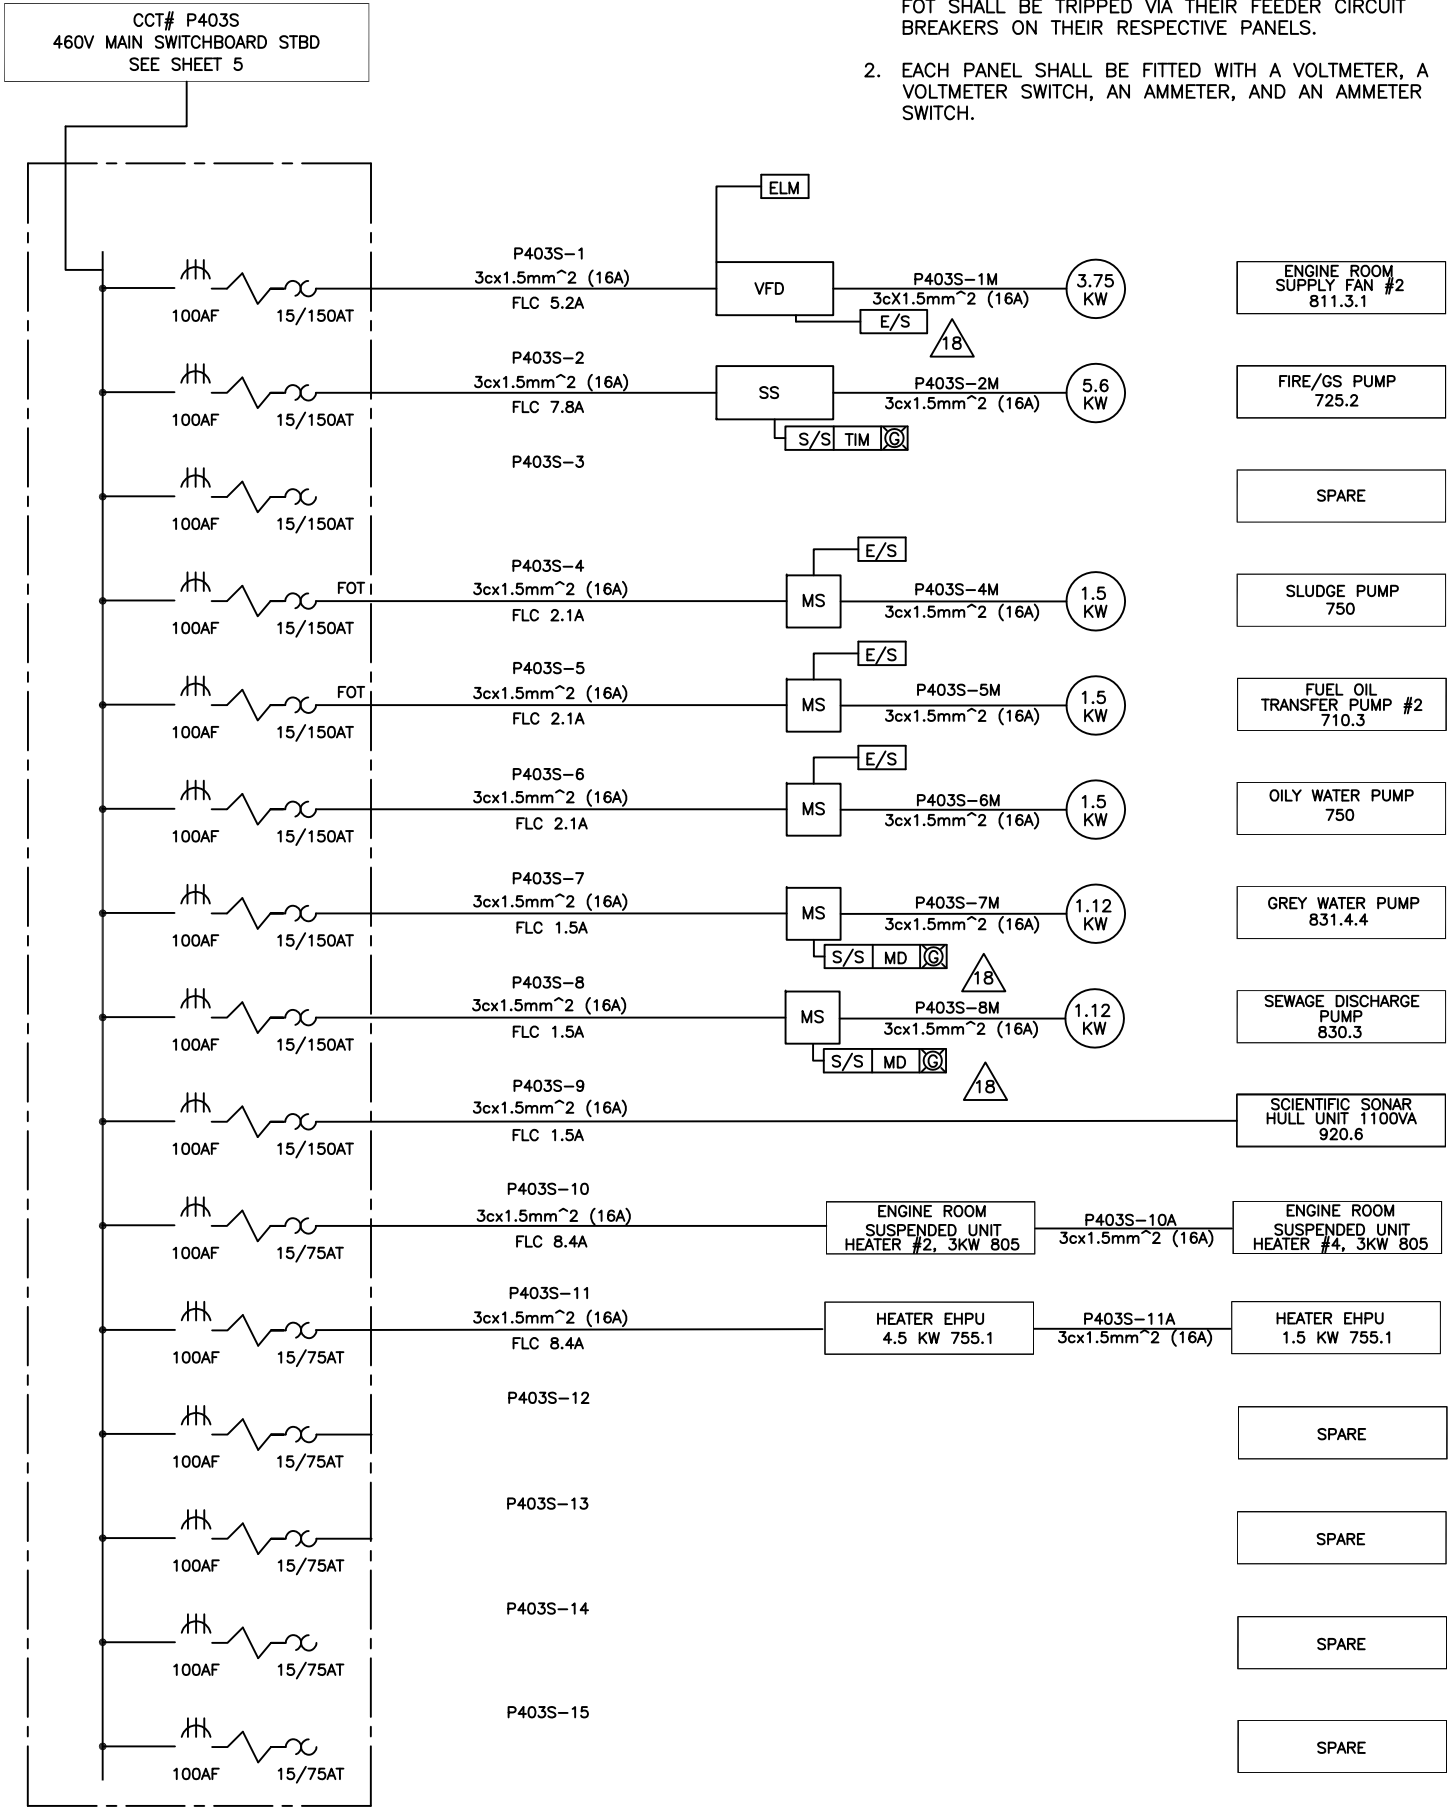 CCT# P403S
460V MAIN SWITCHBOARD STBD
SEE SHEET 5
FOT SHALL BE TRIPPED VIA THEIR FEEDER CIRCUIT
BREAKERS ON THEIR RESPECTIVE PANELS.
2. EACH PANEL SHALL BE FITTED WITH A VOLTMETER, A
VOLTMETER SWITCH, AN AMMETER, AND AN AMMETER
SWITCH.
ELM
100AF
15/150AT
P403S-1
3cx1.5mm^2 (16A)
FLC 5.2A
VFD
E/S
P403S-1M
3cX1.5mm^2 (16A)
18
3.75
KW
ENGINE ROOM
SUPPLY FAN #2
811.3.1
100AF
15/150AT
P403S-2
3cx1.5mm^2 (16A)
FLC 7.8A
SS
S/S TIM G
P403S-2M
3cx1.5mm^2 (16A)
5.6
KW
FIRE/GS PUMP
725.2
100AF
15/150AT
P403S-3
SPARE
100AF
15/150AT
FOT
P403S-4
3cx1.5mm^2 (16A)
FLC 2.1A
E/S
MS
P403S-4M
3cx1.5mm^2 (16A)
1.5
KW
SLUDGE PUMP
750
100AF
15/150AT
FOT
P403S-5
3cx1.5mm^2 (16A)
FLC 2.1A
E/S
MS
P403S-5M
3cx1.5mm^2 (16A)
1.5
KW
FUEL OIL
TRANSFER PUMP #2
710.3
100AF
15/150AT
P403S-6
3cx1.5mm^2 (16A)
FLC 2.1A
E/S
MS
P403S-6M
3cx1.5mm^2 (16A)
1.5
KW
OILY WATER PUMP
750
100AF
15/150AT
P403S-7
3cx1.5mm^2 (16A)
FLC 1.5A
MS
S/S MD G
P403S-7M
3cx1.5mm^2 (16A)
18
1.12
KW
GREY WATER PUMP
831.4.4
100AF
15/150AT
P403S-8
3cx1.5mm^2 (16A)
FLC 1.5A
MS
S/S MD G
P403S-8M
3cx1.5mm^2 (16A)
18
1.12
KW
SEWAGE DISCHARGE
PUMP
830.3
100AF
15/150AT
P403S-9
3cx1.5mm^2 (16A)
FLC 1.5A
SCIENTIFIC SONAR
HULL UNIT 1100VA
920.6
100AF
15/75AT
P403S-10
3cx1.5mm^2 (16A)
FLC 8.4A
ENGINE ROOM
SUSPENDED UNIT
HEATER #2, 3KW 805
P403S-10A
3cx1.5mm^2 (16A)
ENGINE ROOM
SUSPENDED UNIT
HEATER #4, 3KW 805
100AF
15/75AT
P403S-11
3cx1.5mm^2 (16A)
FLC 8.4A
HEATER EHPU
4.5 KW 755.1
P403S-11A
3cx1.5mm^2 (16A)
HEATER EHPU
1.5 KW 755.1
100AF
15/75AT
P403S-12
SPARE
100AF
15/75AT
P403S-13
SPARE
100AF
15/75AT
P403S-14
SPARE
100AF
15/75AT
P403S-15
SPARE